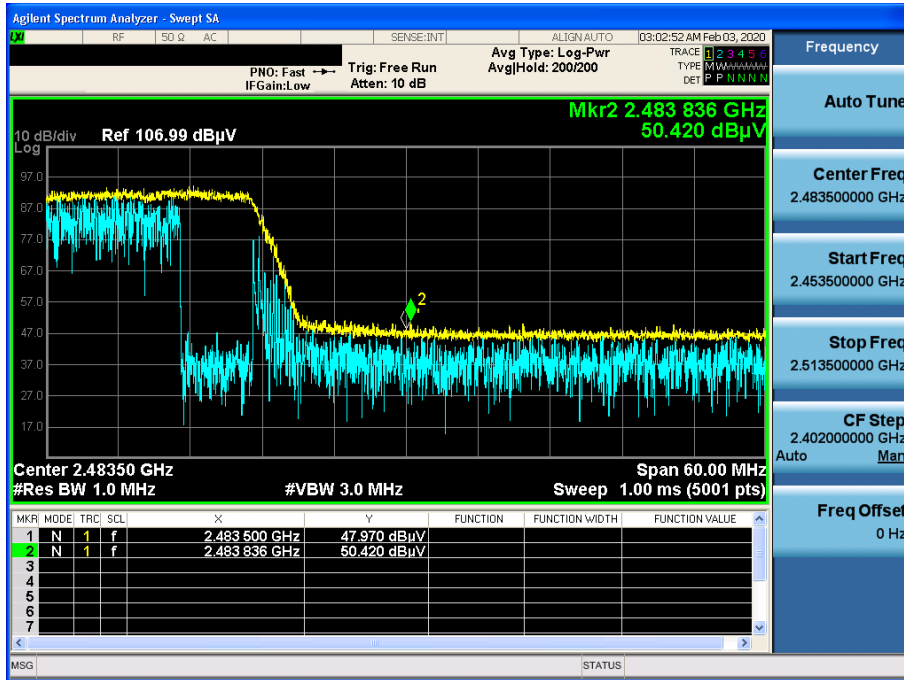 Agilent Spectrum Analyzer - Swept SA
LXI RF 50 Ω AC SENSE:INT ALIGN AUTO 03:02:52 AM Feb 03, 2020
PNO: Fast Trig: Free Run Avg Type: Log-Pwr TRACE 1 2 3 4 5 6
IFGain:Low Atten: 10 dB Avg|Hold: 200/200 TYPE M W W W W W
DET P P N N N N
Mkr2 2.483 836 GHz
50.420 dBµV
10 dB/div Ref 106.99 dBµV
Log
97.0
87.0
77.0
67.0
57.0
47.0
37.0
27.0
17.0
2
Center 2.48350 GHz Span 60.00 MHz
#Res BW 1.0 MHz #VBW 3.0 MHz Sweep 1.00 ms (5001 pts)
MKR MODE TRC SCL X Y FUNCTION FUNCTION WIDTH FUNCTION VALUE
1 N 1 f 2.483 500 GHz 47.970 dBµV
2 N 1 f 2.483 836 GHz 50.420 dBµV
3
4
5
6
7
MSG STATUS
Frequency
Auto Tune
Center Freq
2.483500000 GHz
Start Freq
2.453500000 GHz
Stop Freq
2.513500000 GHz
CF Step
2.402000000 GHz
Auto Man
Freq Offset
0 Hz